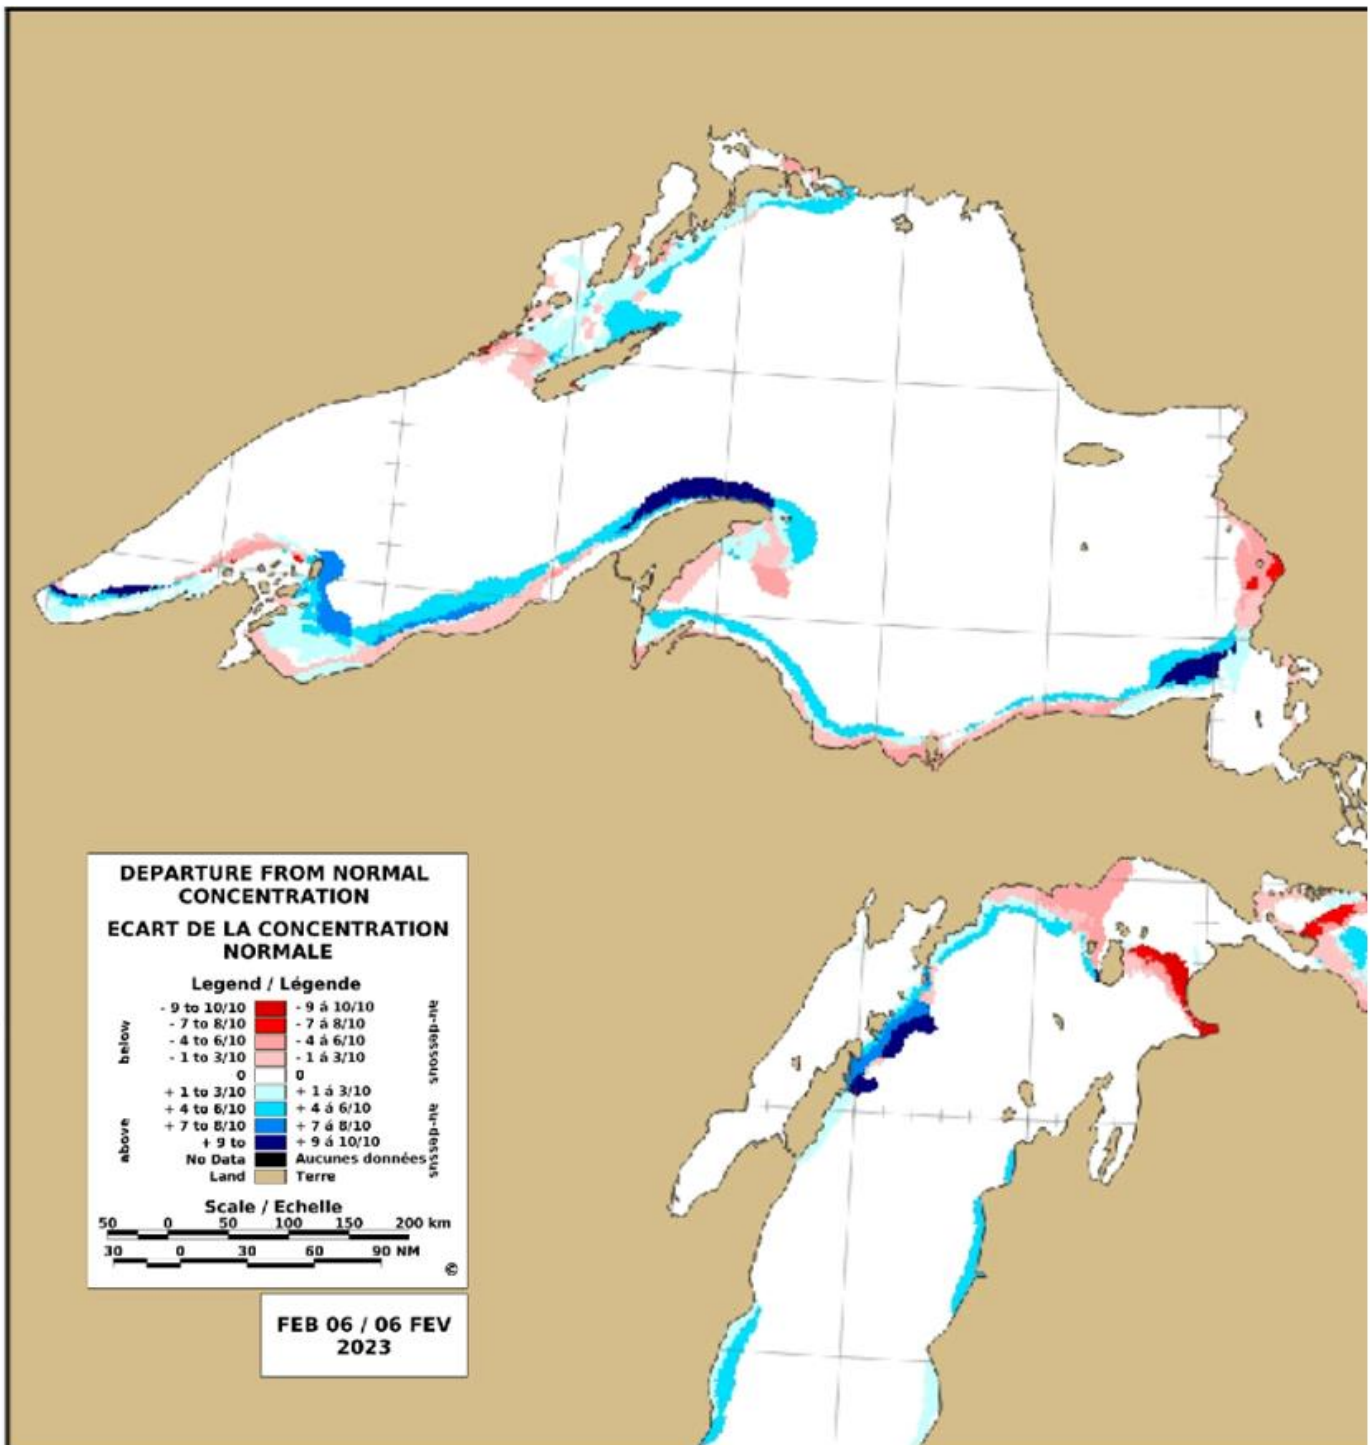 DEPARTURE FROM NORMAL
CONCENTRATION
ECART DE LA CONCENTRATION
NORMALE
Legend / Légende
- 9 to 10/10 - 9 á 10/10
- 7 to 8/10 - 7 á 8/10
- 4 to 6/10 - 4 á 6/10
- 1 to 3/10 - 1 á 3/10
0 0
+ 1 to 3/10 + 1 á 3/10
+ 4 to 6/10 + 4 á 6/10
+ 7 to 8/10 + 7 á 8/10
+ 9 to + 9 á 10/10
No Data Aucunes données
Land Terre
below
above
au-dessous
au-dessus
Scale / Echelle
50 0 50 100 150 200 km
30 0 30 60 90 NM
©
FEB 06 / 06 FEV
2023